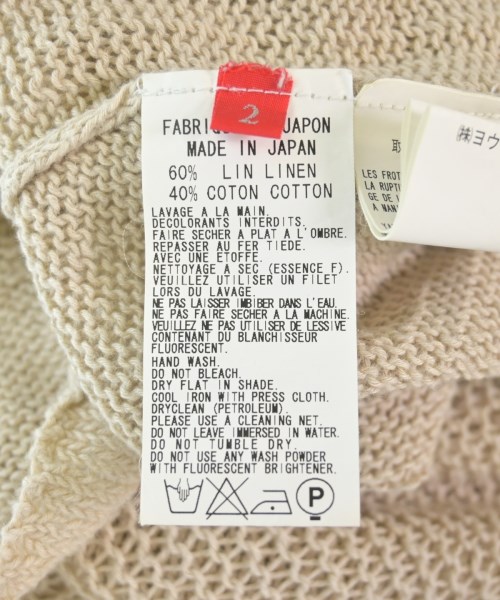 2
FABRIQ JAPON
MADE IN JAPAN
60% LIN LINEN
40% COTON COTTON
LAVAGE A LA MAIN.
DECOLORANTS INTERDITS.
FAIRE SECHER A PLAT A L'OMBRE.
REPASSER AU FER TIEDE.
AVEC UNE ETOFFE.
NETTOYAGE A SEC (ESSENCE F).
VEUILLEZ UTILISER UN FILET
LORS DU LAVAGE.
NE PAS LAISSER IMBIBER DANS L'EAU.
NE PAS FAIRE SECHER A LA MACHINE.
VEUILLEZ NE PAS UTILISER DE LESSIVE
CONTENANT DU BLANCHISSEUR
FLUORESCENT.
HAND WASH.
DO NOT BLEACH.
DRY FLAT IN SHADE.
COOL IRON WITH PRESS CLOTH.
DRYCLEAN (PETROLEUM).
PLEASE USE A CLEANING NET.
DO NOT LEAVE IMMERSED IN WATER.
DO NOT TUMBLE DRY.
DO NOT USE ANY WASH POWDER
WITH FLUORESCENT BRIGHTENER.
P
取
LES FROT
LA RUPTU
GE DE L
A MAN
㈱ヨウ